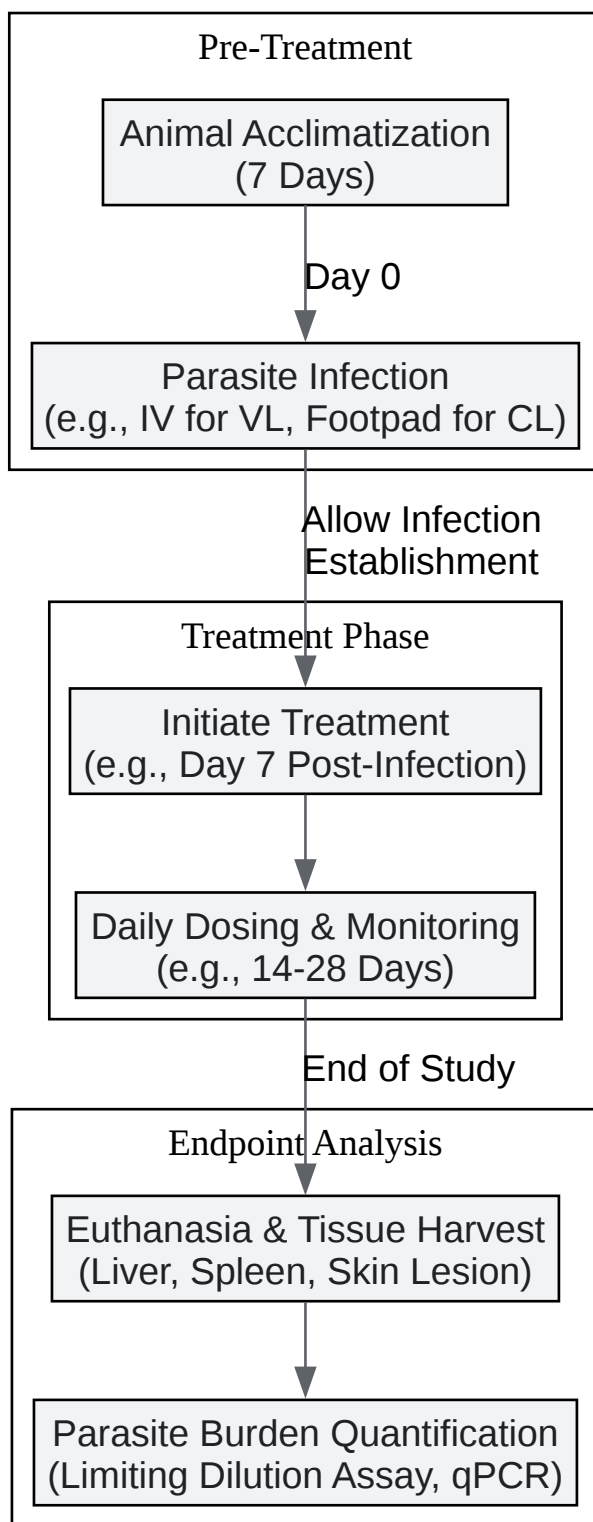 Pre-Treatment
Animal Acclimatization
(7 Days)
Day 0
Parasite Infection
(e.g., IV for VL, Footpad for CL)
Allow Infection
Establishment
Treatment Phase
Initiate Treatment
(e.g., Day 7 Post-Infection)
Daily Dosing & Monitoring
(e.g., 14-28 Days)
End of Study
Endpoint Analysis
Euthanasia & Tissue Harvest
(Liver, Spleen, Skin Lesion)
Parasite Burden Quantification
(Limiting Dilution Assay, qPCR)